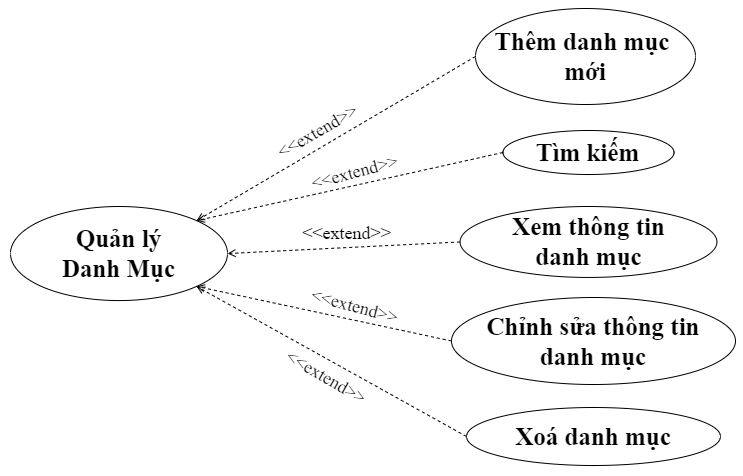 Thêm danh mục
mới
<<extend>>
Tìm kiếm
<<extend>>
Xem thông tin
danh mục
<<extend>>
Quản lý
Danh Mục
Chỉnh sửa thông tin
danh mục
<<extend>>
Xoá danh mục
<<extend>>